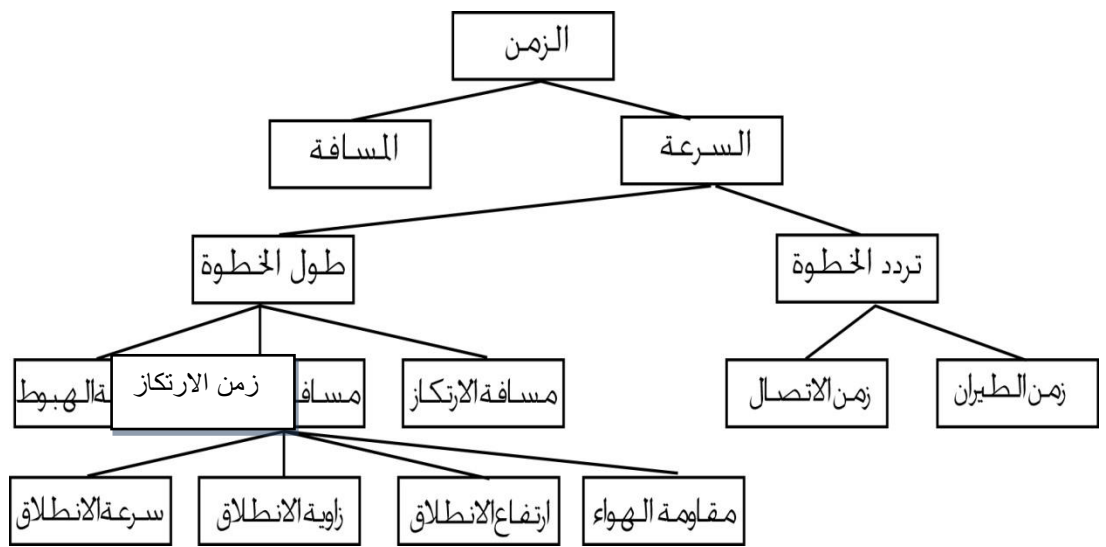 الزمن
السرعة
المسافة
تردد الخطوة
طول الخطوة
زمن الطيران
زمن الاتصال
مسافة الارتكاز
زمن الارتكاز
الهبوط
مقاومة الهواء
ارتفاع الانطلاق
زاوية الانطلاق
سرعة الانطلاق